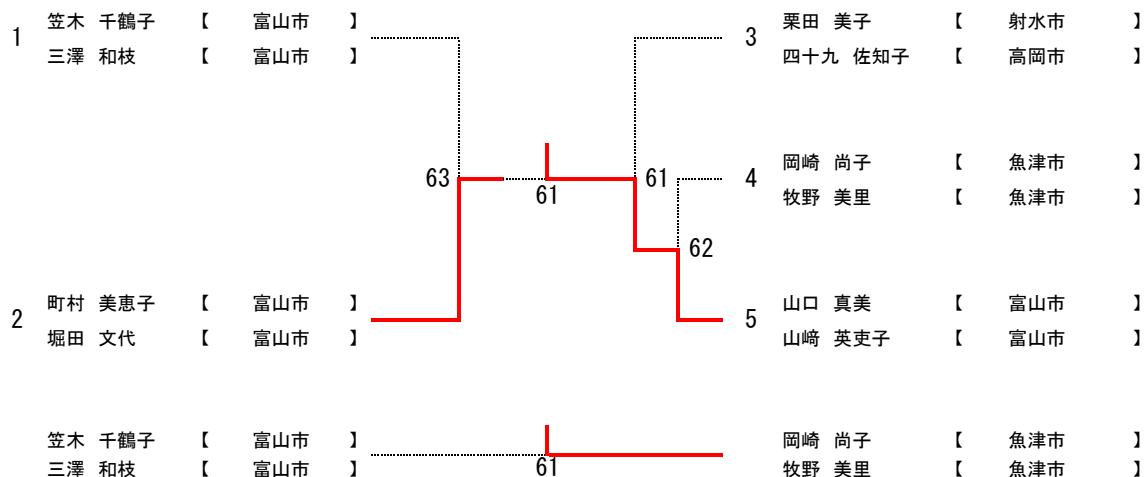 1 笠木 千鶴子 【 富山市 】
三澤 和枝 【 富山市 】
3 栗田 美子 【 射水市 】
四十九 佐知子 【 高岡市 】
63
61
61
4 岡崎 尚子 【 魚津市 】
牧野 美里 【 魚津市 】
62
2 町村 美恵子 【 富山市 】
堀田 文代 【 富山市 】
5 山口 真美 【 富山市 】
山﨑 英吏子 【 富山市 】
笠木 千鶴子 【 富山市 】
三澤 和枝 【 富山市 】
61
岡崎 尚子 【 魚津市 】
牧野 美里 【 魚津市 】